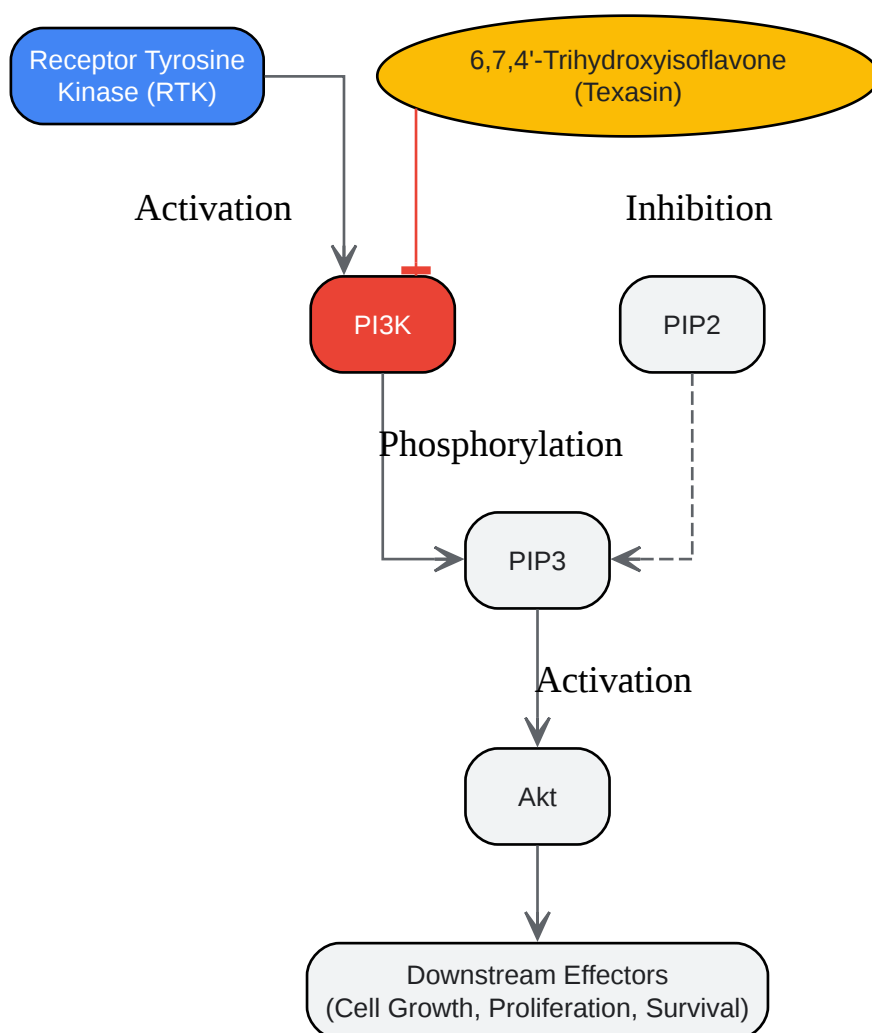 Receptor Tyrosine
Kinase (RTK)
6,7,4'-Trihydroxyisoflavone
(Texasin)
Activation
Inhibition
PI3K
PIP2
Phosphorylation
PIP3
Activation
Akt
Downstream Effectors
(Cell Growth, Proliferation, Survival)